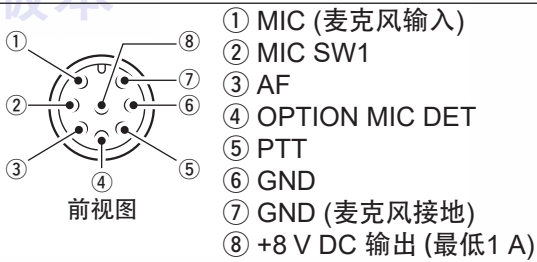 版本
① MIC (麦克风输入)
② MIC SW1
③ AF
④ OPTION MIC DET
⑤ PTT
⑥ GND
⑦ GND (麦克风接地)
⑧ +8 V DC 输出 (最低1 A)
①
⑧
②
⑦
⑥
③
④
⑤
前视图